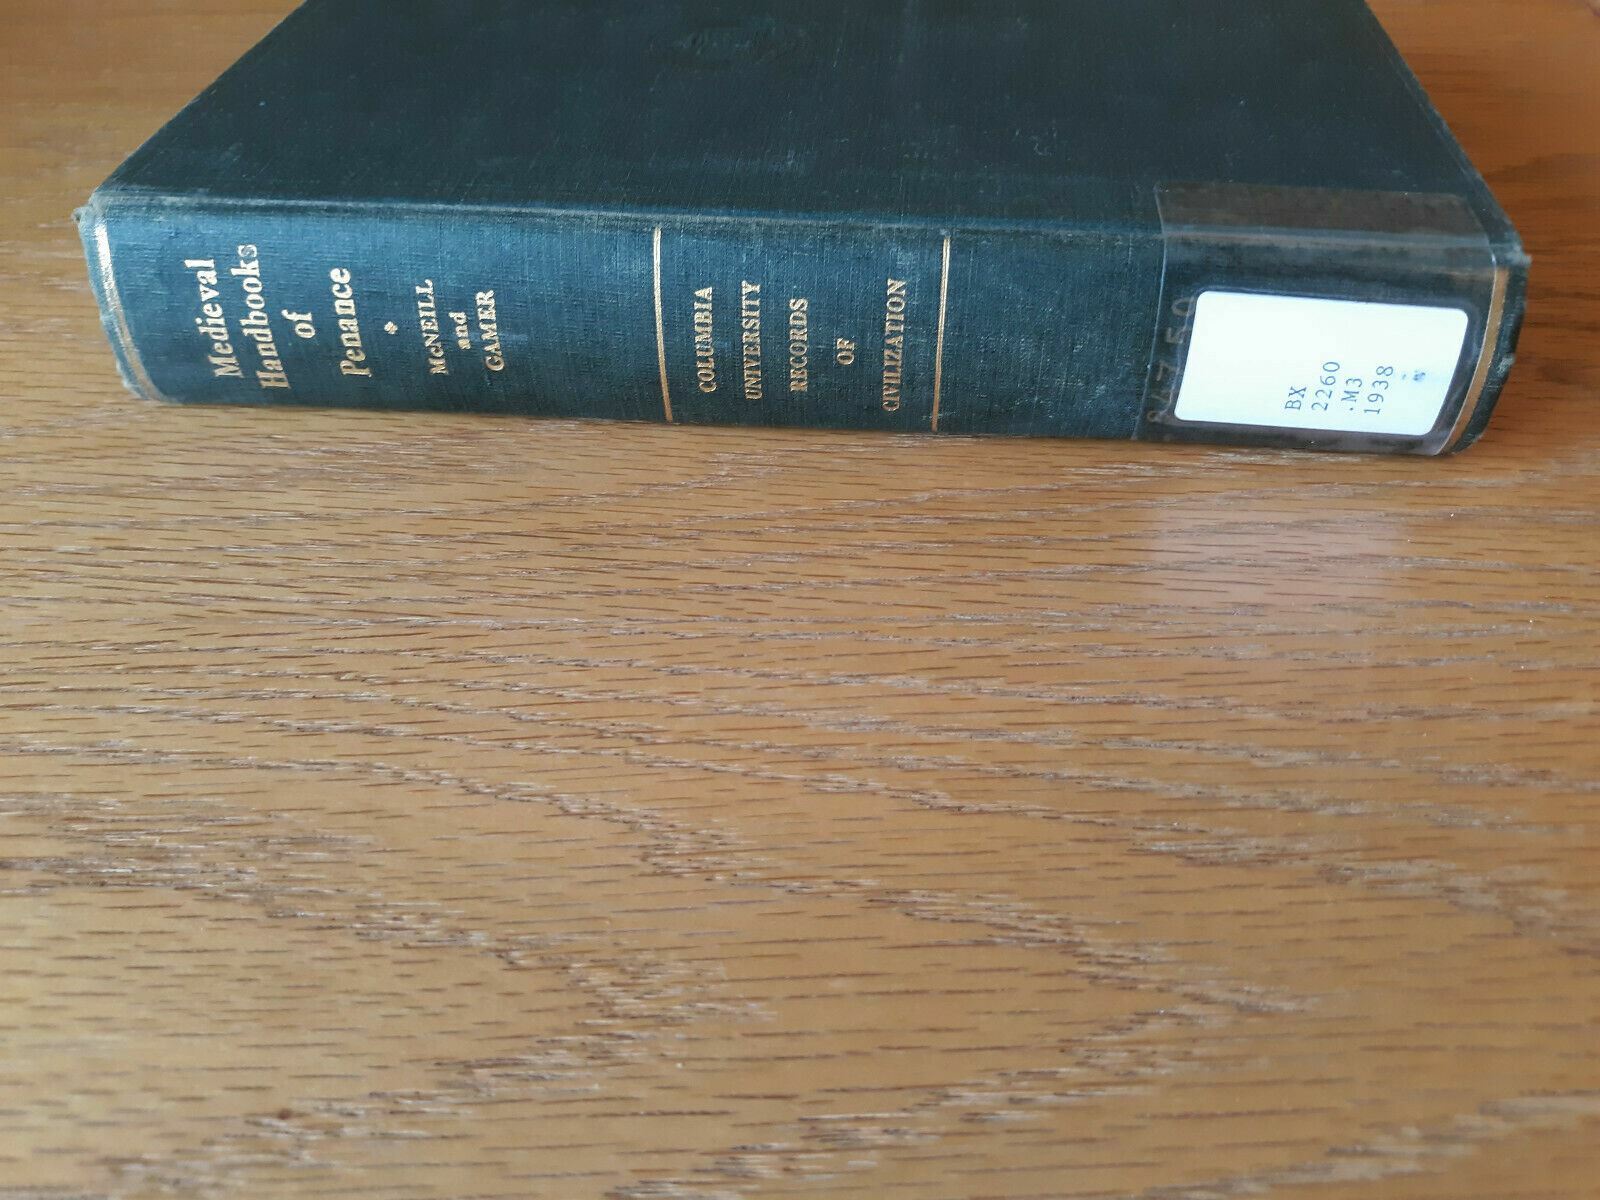 Medieval
Handbooks
of
Penance
McNEILL
and
GAMER
COLUMBIA
UNIVERSITY
RECORDS
OF
CIVILIZATION
BX
2260
.M3
1938